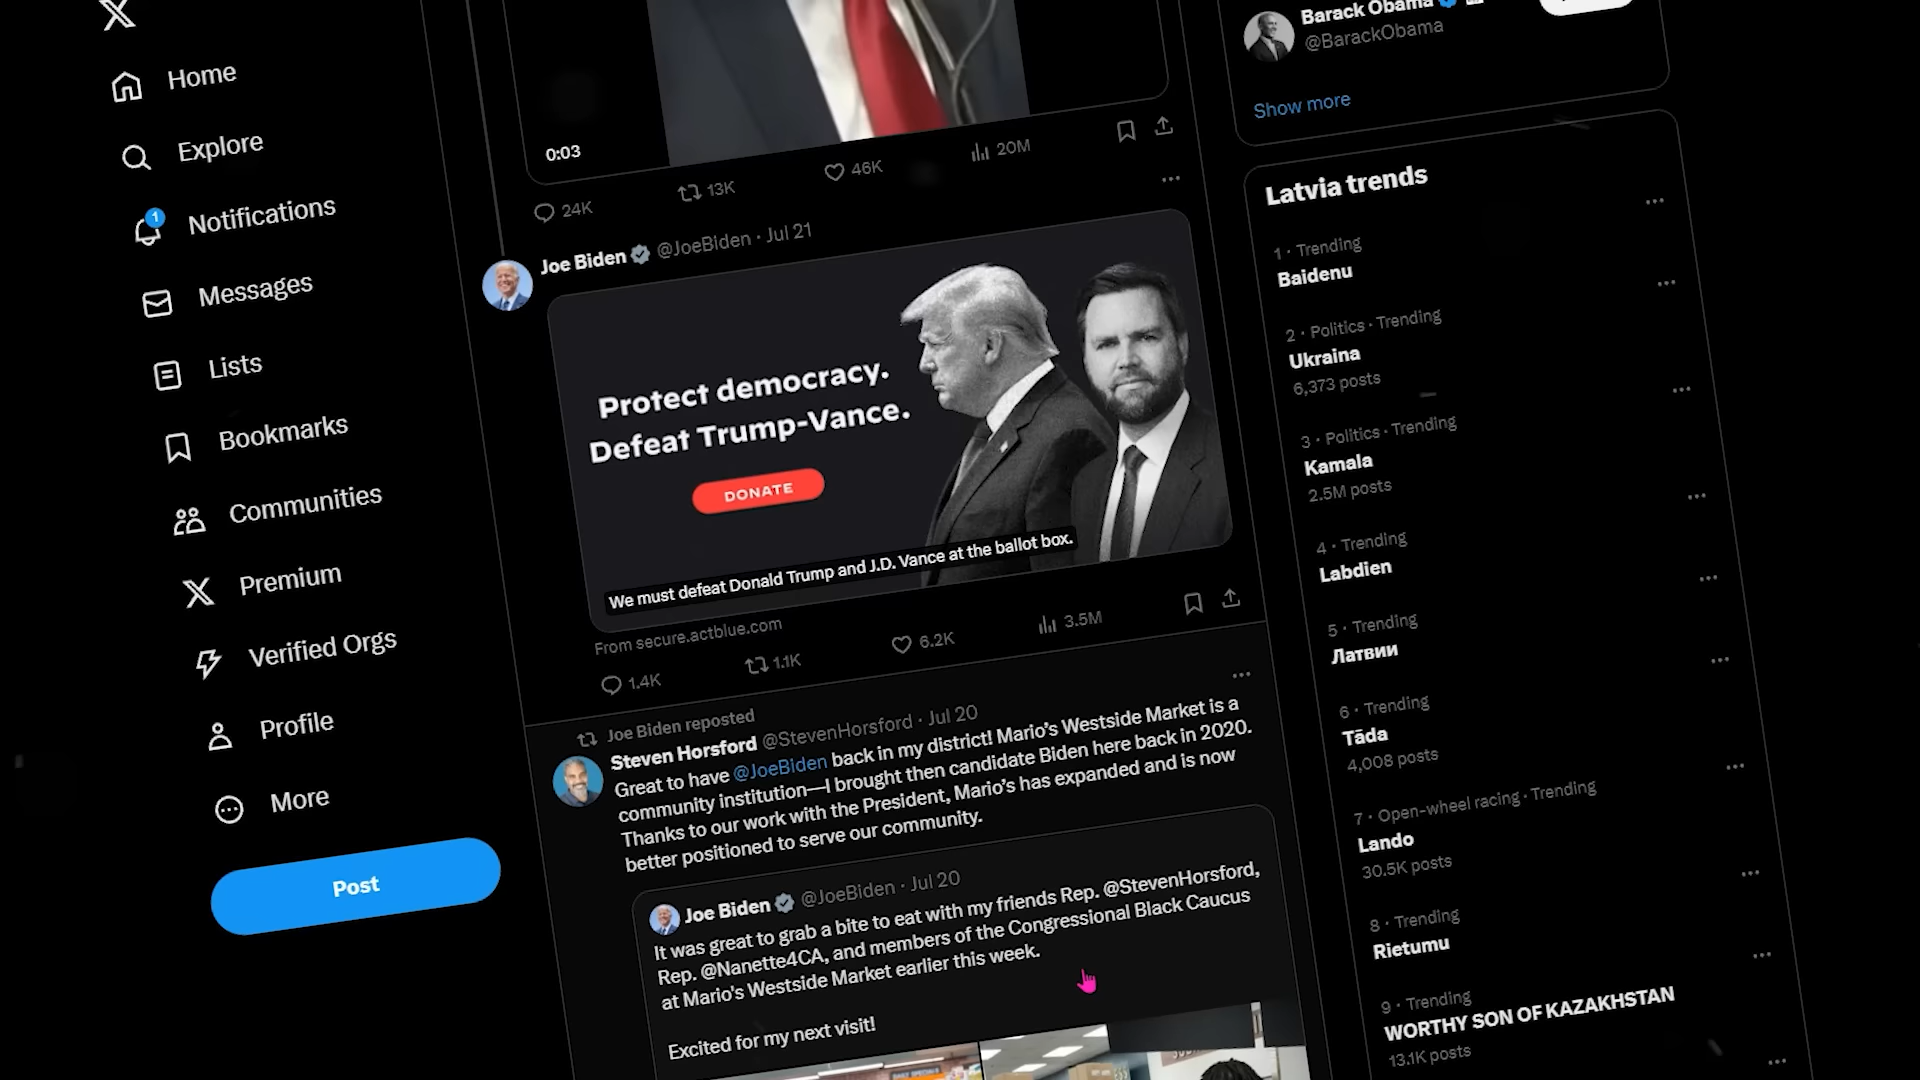 Home
Explore
1
Notifications
Messages
Lists
Bookmarks
Communities
Premium
Verified Orgs
Profile
More
Post
0:03
24K
13K
46K
20M
Joe Biden @JoeBiden · Jul 21
Protect democracy.
Defeat Trump-Vance.
DONATE
We must defeat Donald Trump and J.D. Vance at the ballot box.
From secure.actblue.com
1.4K
1.1K
6.2K
3.5M
Joe Biden reposted
Steven Horsford @StevenHorsford · Jul 20
Great to have @JoeBiden back in my district! Mario's Westside Market is a
community institution—I brought then candidate Biden here back in 2020.
Thanks to our work with the President, Mario's has expanded and is now
better positioned to serve our community.
Joe Biden @JoeBiden · Jul 20
It was great to grab a bite to eat with my friends Rep. @StevenHorsford,
Rep. @Nanette4CA, and members of the Congressional Black Caucus
at Mario's Westside Market earlier this week.
Excited for my next visit!
Barack Obama
@BarackObama
Show more
Latvia trends
1 · Trending
Baidenu
2 · Politics · Trending
Ukraina
6,373 posts
3 · Politics · Trending
Kamala
2.5M posts
4 · Trending
Labdien
5 · Trending
Латвии
6 · Trending
Tāda
4,008 posts
7 · Open-wheel racing · Trending
Lando
30.5K posts
8 · Trending
Rietumu
9 · Trending
WORTHY SON OF KAZAKHSTAN
13.1K posts